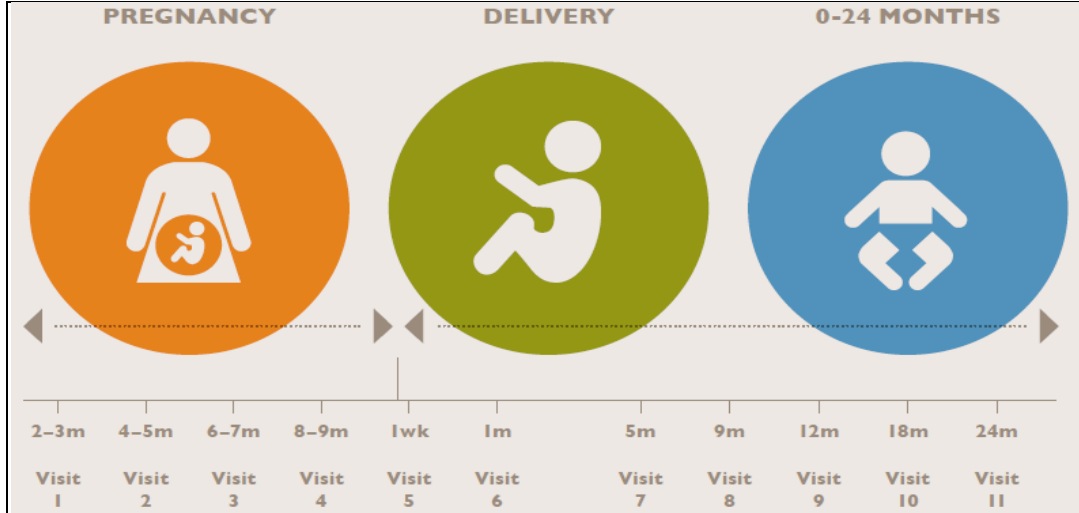 PREGNANCY DELIVERY 0-24 MONTHS
2–3m 4–5m 6–7m 8–9m 1wk 1m 5m 9m 12m 18m 24m
Visit Visit Visit Visit Visit Visit Visit Visit Visit Visit Visit
1 2 3 4 5 6 7 8 9 10 11